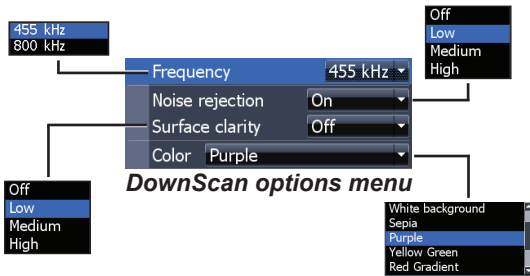 Off
Low
Medium
High
455 kHz
800 kHz
Frequency 455 kHz
Noise rejection On
Surface clarity Off
Color Purple
DownScan options menu
Off
Low
Medium
High
White background
Sepia
Purple
Yellow Green
Red Gradient